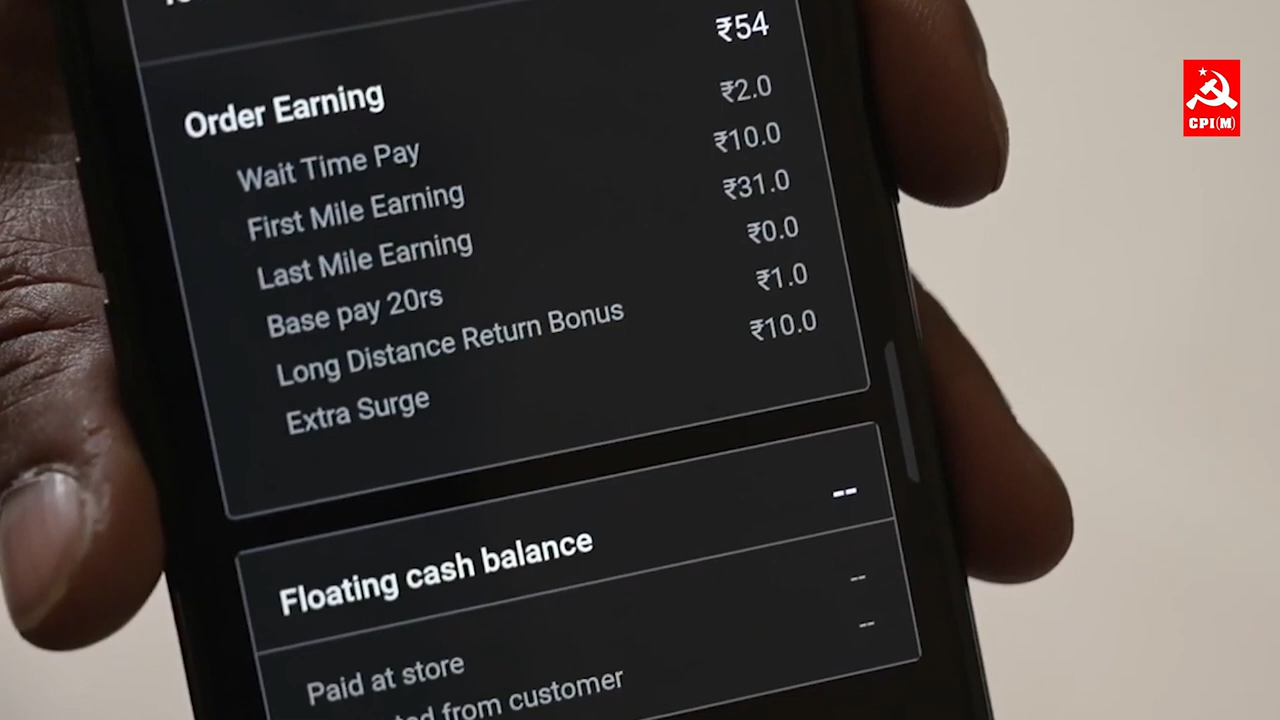 Order Earning ₹54
Wait Time Pay ₹2.0
First Mile Earning ₹10.0
Last Mile Earning ₹31.0
Base pay 20rs ₹0.0
Long Distance Return Bonus ₹1.0
Extra Surge ₹10.0
Floating cash balance --
Paid at store --
from customer --
CPI(M)